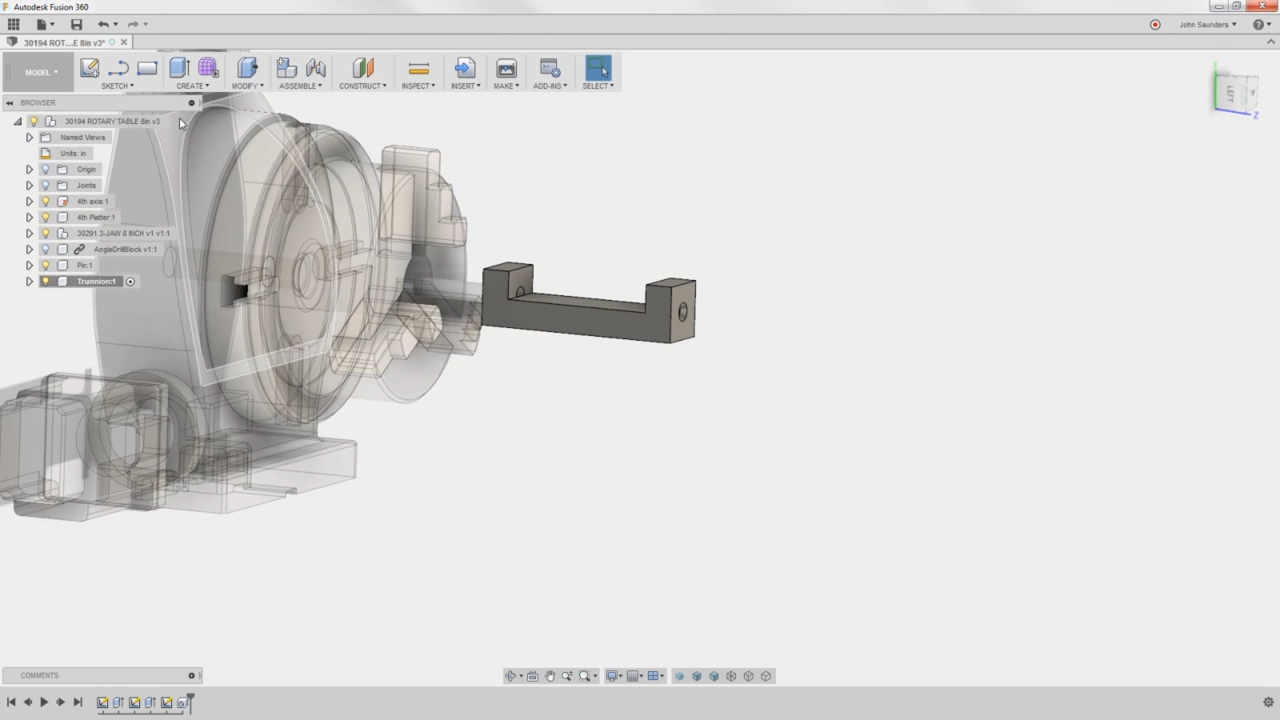 Autodesk Fusion 360
John Saunders
30194 ROT...E 8in v3*
MODEL
SKETCH
CREATE
MODIFY
ASSEMBLE
CONSTRUCT
INSPECT
INSERT
MAKE
ADD-INS
SELECT
BROWSER
30194 ROTARY TABLE 8in v3
Named Views
Units: in
Origin
Joints
4th axis:1
4th Platter:1
30291 3-JAW 8 INCH v1 v1:1
AngleDrillBlock v1:1
Pin:1
Trannion:1
LEFT
Z
COMMENTS